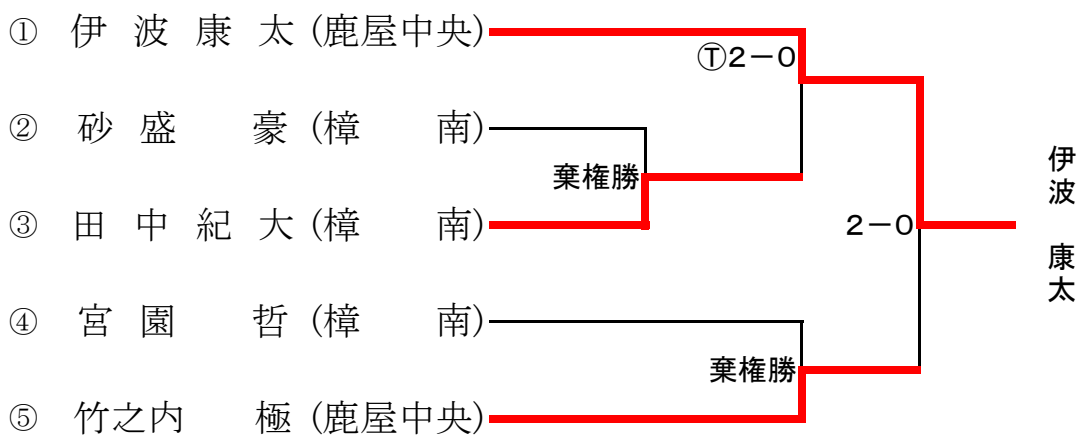 ① 伊波康太 (鹿屋中央)
Ⓣ2－0
② 砂盛 豪 (樟 南)
棄権勝
③ 田中紀大 (樟 南)
2－0
伊波 康太
④ 宮園 哲 (樟 南)
棄権勝
⑤ 竹之内 極 (鹿屋中央)